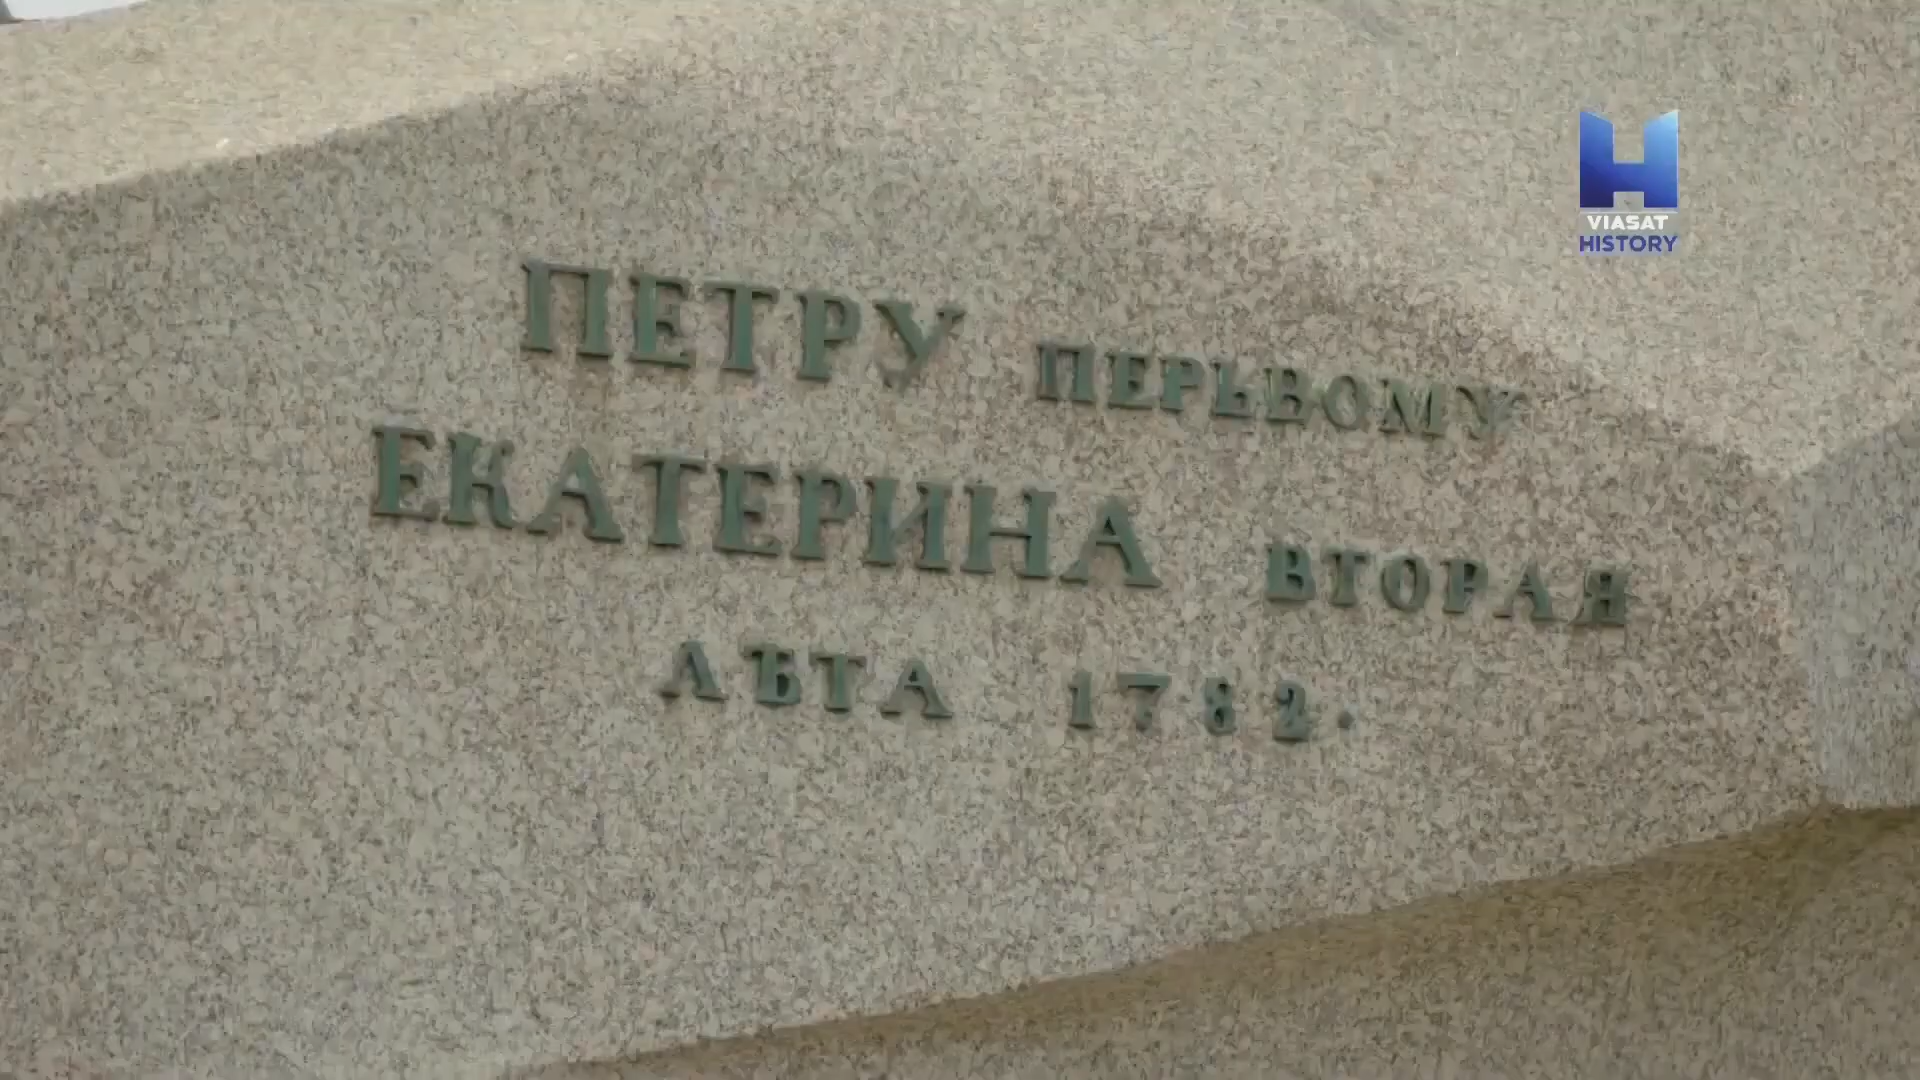 VIASAT
HISTORY
ПЕТРУ ПЕРЬВОМУ
ЕКАТЕРИНА ВТОРАЯ
ЛѢТА 1782.